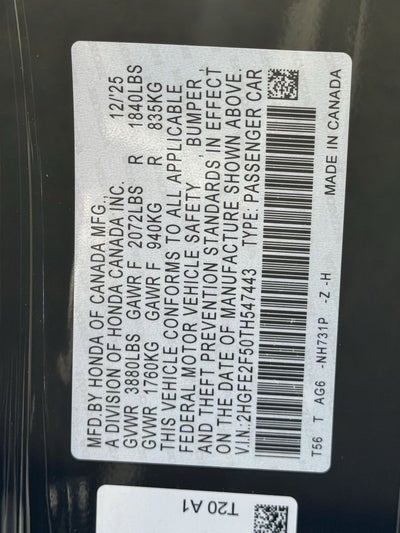 MFD BY HONDA OF CANADA MFG.,
A DIVISION OF HONDA CANADA INC. 12/25
GVWR 3880LBS GAWR F 2072LBS R 1840LBS
GVWR 1760KG GAWR F 940KG R 835KG
THIS VEHICLE CONFORMS TO ALL APPLICABLE
FEDERAL MOTOR VEHICLE SAFETY , BUMPER,
AND THEFT PREVENTION STANDARDS IN EFFECT
ON THE DATE OF MANUFACTURE SHOWN ABOVE.
V.I.N.:2HGFE2F50TH547443 TYPE: PASSENGER CAR
T56 T AG6 -NH731P -Z -H MADE IN CANADA
T20 A1